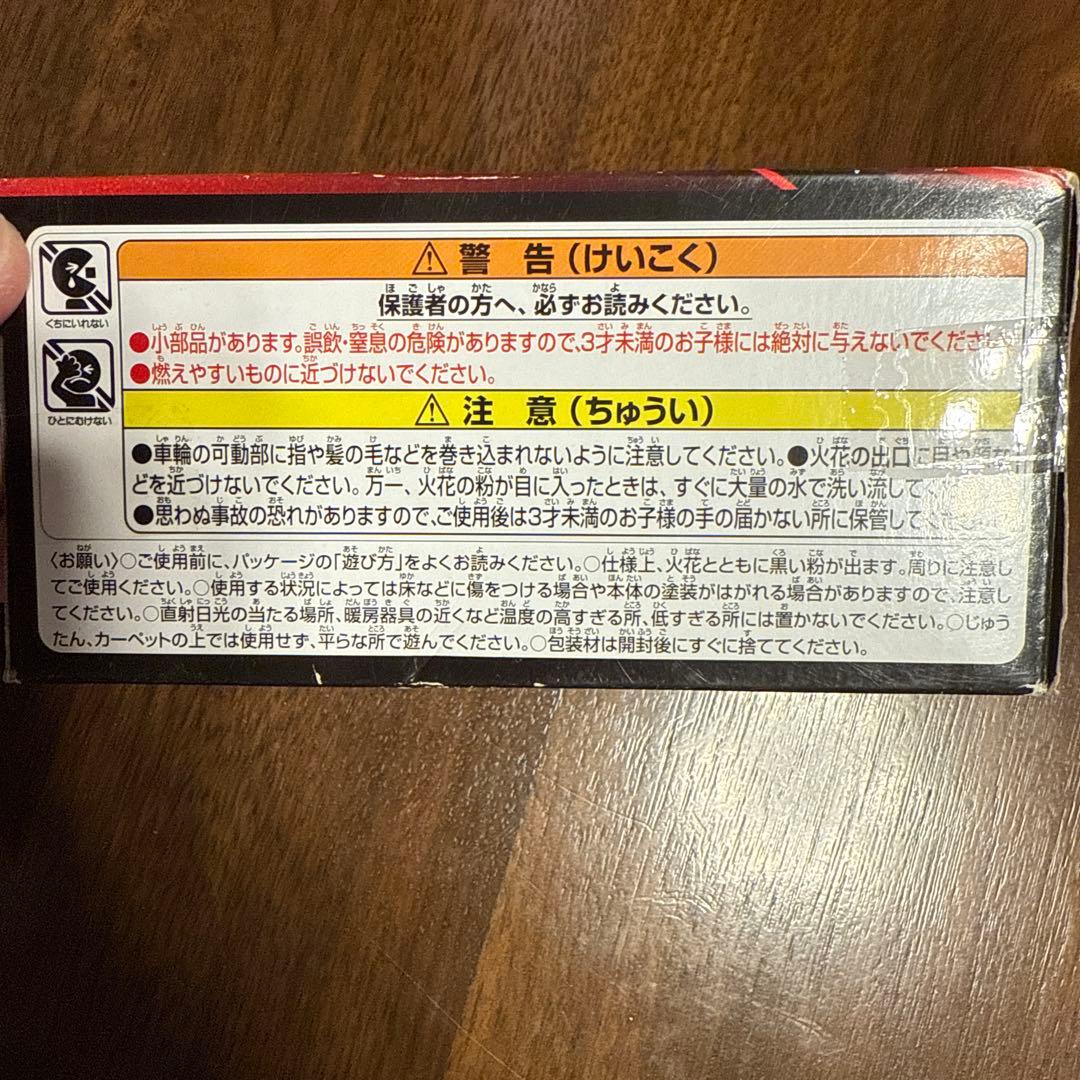 くちにいれない
ひとにむけない
⚠警 告（けいこく）
保護者の方へ、必ずお読みください。
●小部品があります。誤飲・窒息の危険がありますので、3才未満のお子様には絶対に与えないでください
●燃えやすいものに近づけないでください。
⚠注 意（ちゅうい）
●車輪の可動部に指や髪の毛などを巻き込まれないように注意してください。●火花の出口に目や顔な
どを近づけないでください。万一、火花の粉が目に入ったときは、すぐに大量の水で洗い流して
●思わぬ事故の恐れがありますので、ご使用後は3才未満のお子様の手の届かない所に保管して
〈お願い〉○ご使用前に、パッケージの「遊び方」をよくお読みください。○仕様上、火花とともに黒い粉が出ます。周りに注意し
てご使用ください。○使用する状況によっては床などに傷をつける場合や本体の塗装がはがれる場合がありますので、注意し
てください。○直射日光の当たる場所、暖房器具の近くなど温度の高すぎる所、低すぎる所には置かないでください。○じゅう
たん、カーペットの上では使用せず、平らな所で遊んでください。○包装材は開封後にすぐに捨ててください。